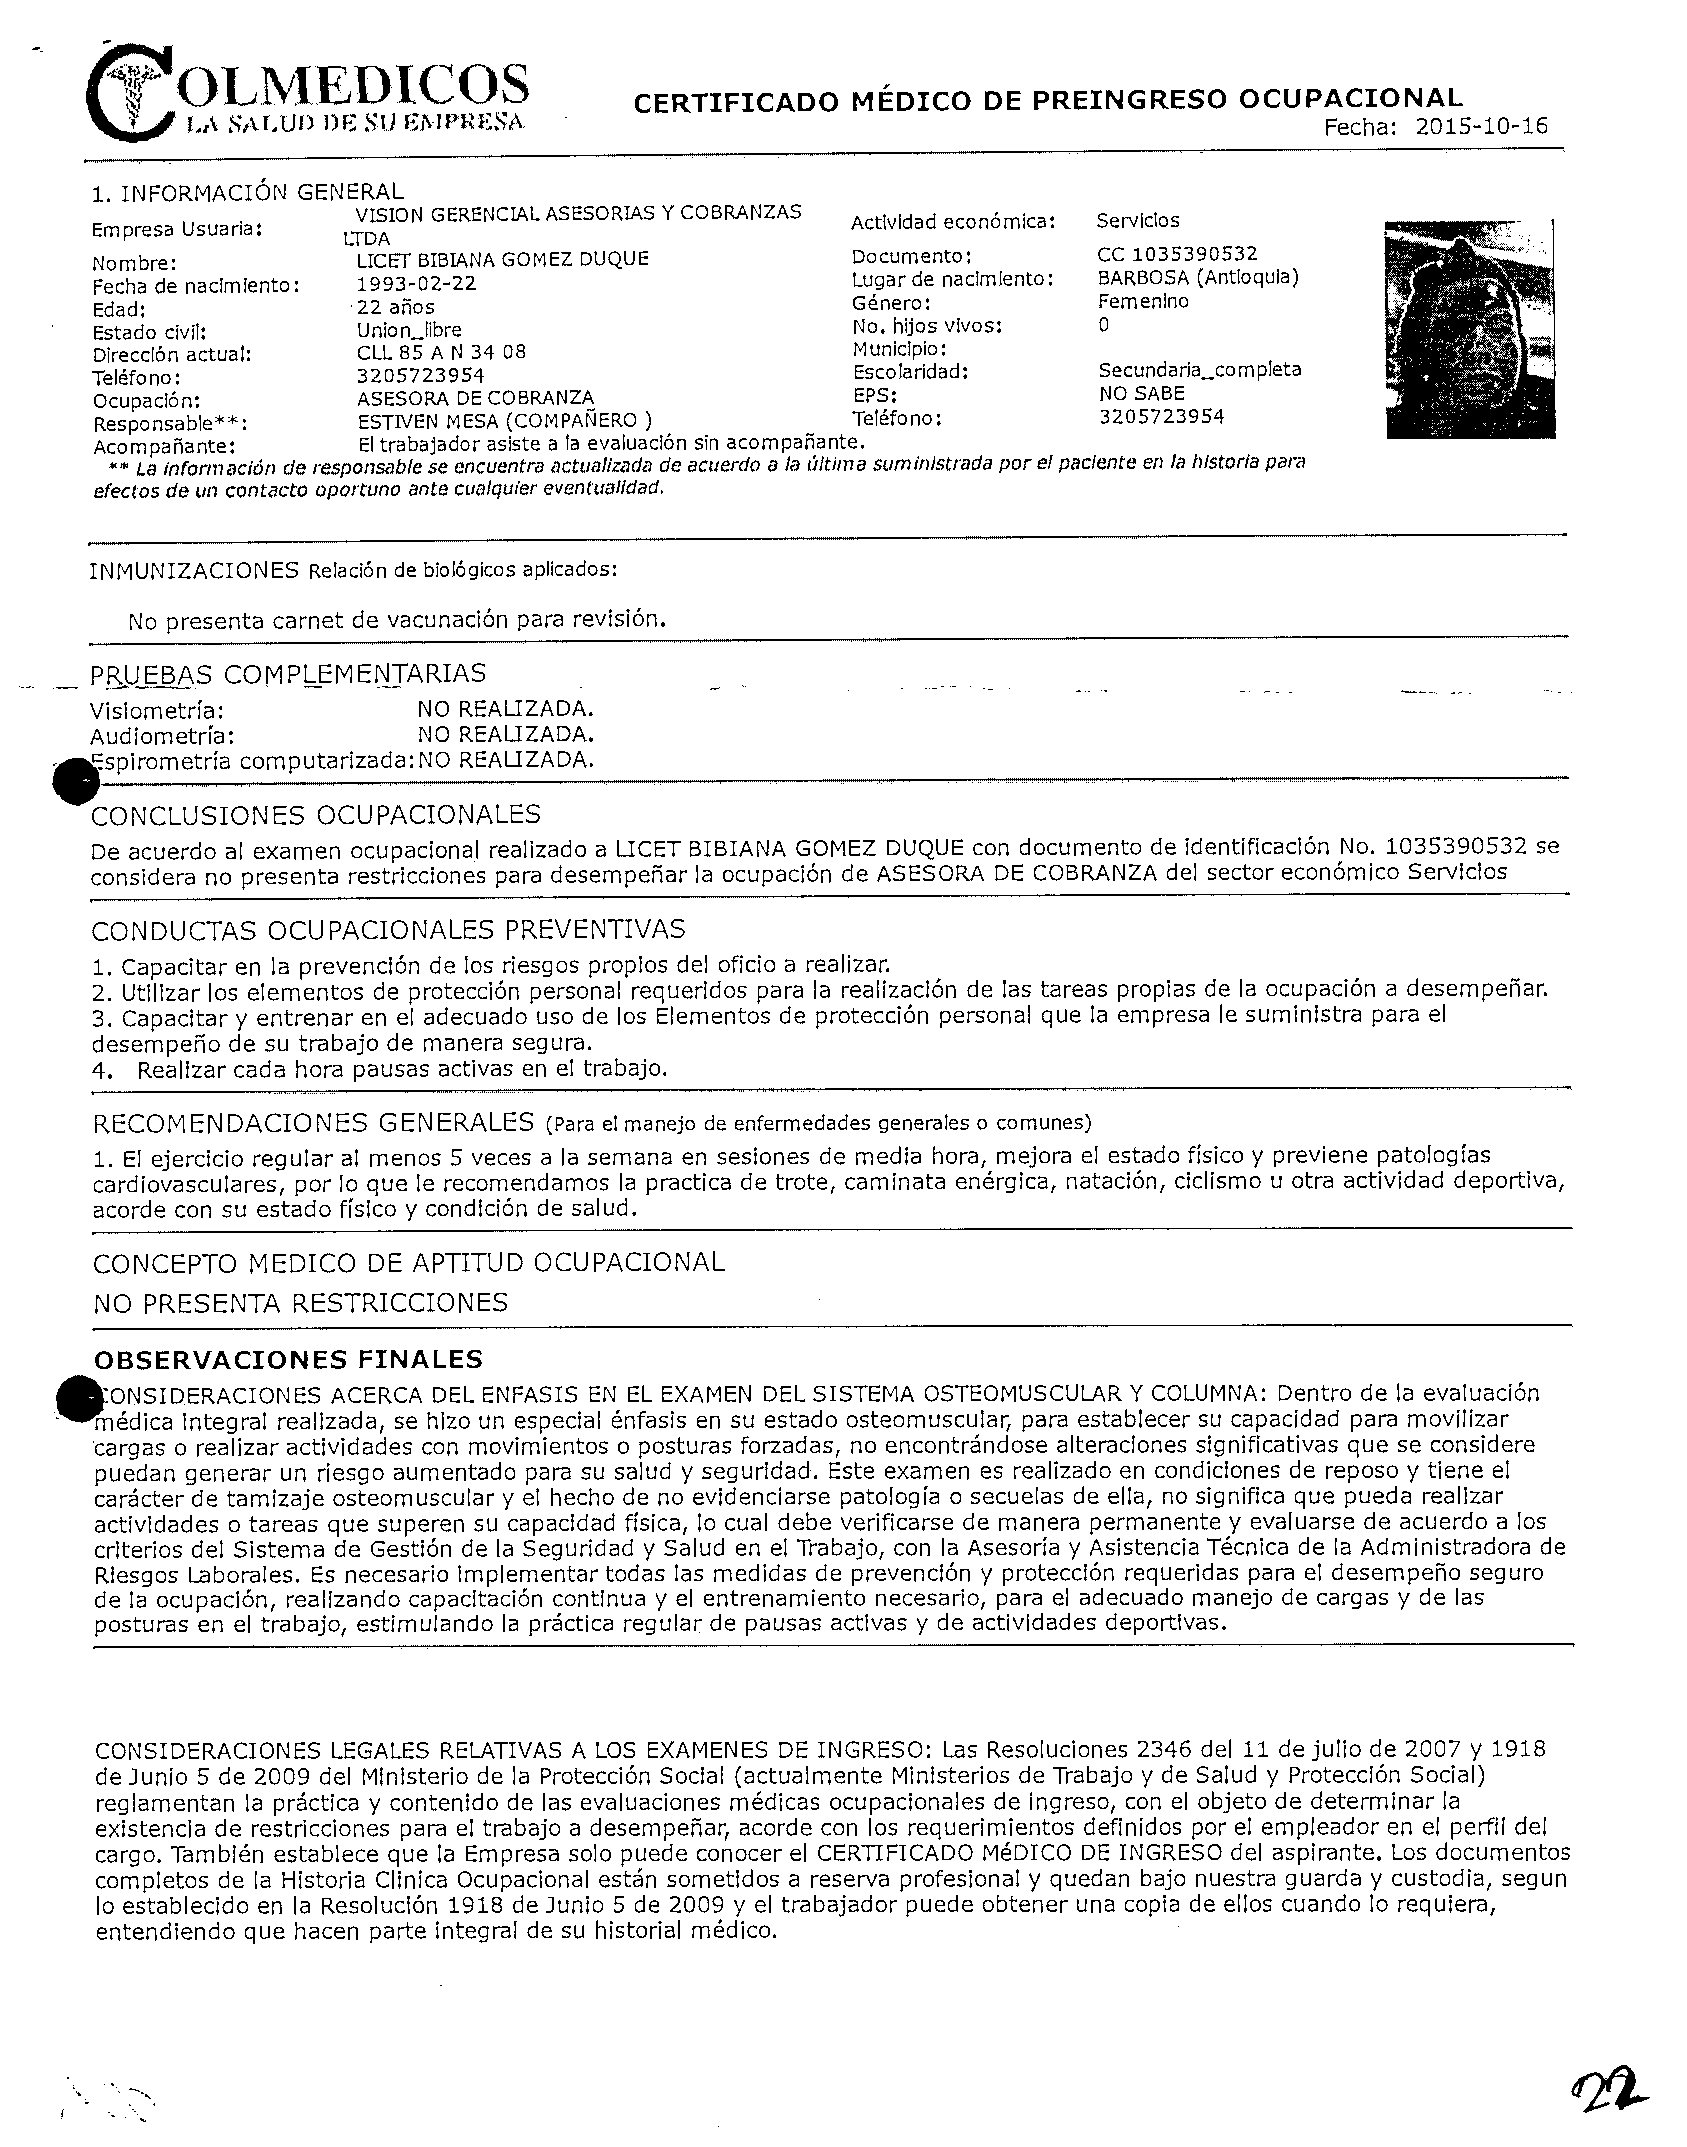 COLMEDICOS
LA SALUD DE SU EMPRESA
CERTIFICADO MÉDICO DE PREINGRESO OCUPACIONAL
Fecha: 2015-10-16
1. INFORMACIÓN GENERAL
Empresa Usuaria: VISION GERENCIAL ASESORIAS Y COBRANZAS LTDA Actividad económica: Servicios
Nombre: LICET BIBIANA GOMEZ DUQUE Documento: CC 1035390532
Fecha de nacimiento: 1993-02-22 Lugar de nacimiento: BARBOSA (Antioquia)
Edad: 22 años Género: Femenino
Estado civil: Union_libre No. hijos vivos: 0
Dirección actual: CLL 85 A N 34 08 Municipio:
Teléfono: 3205723954 Escolaridad: Secundaria_completa
Ocupación: ASESORA DE COBRANZA EPS: NO SABE
Responsable**: ESTIVEN MESA (COMPAÑERO ) Teléfono: 3205723954
Acompañante: El trabajador asiste a la evaluación sin acompañante.
** La información de responsable se encuentra actualizada de acuerdo a la última suministrada por el paciente en la historia para
efectos de un contacto oportuno ante cualquier eventualidad.
INMUNIZACIONES Relación de biológicos aplicados:
No presenta carnet de vacunación para revisión.
PRUEBAS COMPLEMENTARIAS
Visiometría: NO REALIZADA.
Audiometría: NO REALIZADA.
Espirometría computarizada: NO REALIZADA.
CONCLUSIONES OCUPACIONALES
De acuerdo al examen ocupacional realizado a LICET BIBIANA GOMEZ DUQUE con documento de identificación No. 1035390532 se
considera no presenta restricciones para desempeñar la ocupación de ASESORA DE COBRANZA del sector económico Servicios
CONDUCTAS OCUPACIONALES PREVENTIVAS
1. Capacitar en la prevención de los riesgos propios del oficio a realizar.
2. Utilizar los elementos de protección personal requeridos para la realización de las tareas propias de la ocupación a desempeñar.
3. Capacitar y entrenar en el adecuado uso de los Elementos de protección personal que la empresa le suministra para el
desempeño de su trabajo de manera segura.
4. Realizar cada hora pausas activas en el trabajo.
RECOMENDACIONES GENERALES (Para el manejo de enfermedades generales o comunes)
1. El ejercicio regular al menos 5 veces a la semana en sesiones de media hora, mejora el estado físico y previene patologías
cardiovasculares, por lo que le recomendamos la practica de trote, caminata enérgica, natación, ciclismo u otra actividad deportiva,
acorde con su estado físico y condición de salud.
CONCEPTO MEDICO DE APTITUD OCUPACIONAL
NO PRESENTA RESTRICCIONES
OBSERVACIONES FINALES
CONSIDERACIONES ACERCA DEL ENFASIS EN EL EXAMEN DEL SISTEMA OSTEOMUSCULAR Y COLUMNA: Dentro de la evaluación
médica integral realizada, se hizo un especial énfasis en su estado osteomuscular, para establecer su capacidad para movilizar
cargas o realizar actividades con movimientos o posturas forzadas, no encontrándose alteraciones significativas que se considere
puedan generar un riesgo aumentado para su salud y seguridad. Este examen es realizado en condiciones de reposo y tiene el
carácter de tamizaje osteomuscular y el hecho de no evidenciarse patología o secuelas de ella, no significa que pueda realizar
actividades o tareas que superen su capacidad física, lo cual debe verificarse de manera permanente y evaluarse de acuerdo a los
criterios del Sistema de Gestión de la Seguridad y Salud en el Trabajo, con la Asesoría y Asistencia Técnica de la Administradora de
Riesgos Laborales. Es necesario implementar todas las medidas de prevención y protección requeridas para el desempeño seguro
de la ocupación, realizando capacitación continua y el entrenamiento necesario, para el adecuado manejo de cargas y de las
posturas en el trabajo, estimulando la práctica regular de pausas activas y de actividades deportivas.
CONSIDERACIONES LEGALES RELATIVAS A LOS EXAMENES DE INGRESO: Las Resoluciones 2346 del 11 de julio de 2007 y 1918
de Junio 5 de 2009 del Ministerio de la Protección Social (actualmente Ministerios de Trabajo y de Salud y Protección Social)
reglamentan la práctica y contenido de las evaluaciones médicas ocupacionales de ingreso, con el objeto de determinar la
existencia de restricciones para el trabajo a desempeñar, acorde con los requerimientos definidos por el empleador en el perfil del
cargo. También establece que la Empresa solo puede conocer el CERTIFICADO MéDICO DE INGRESO del aspirante. Los documentos
completos de la Historia Clinica Ocupacional están sometidos a reserva profesional y quedan bajo nuestra guarda y custodia, segun
lo establecido en la Resolución 1918 de Junio 5 de 2009 y el trabajador puede obtener una copia de ellos cuando lo requiera,
entendiendo que hacen parte integral de su historial médico.
22